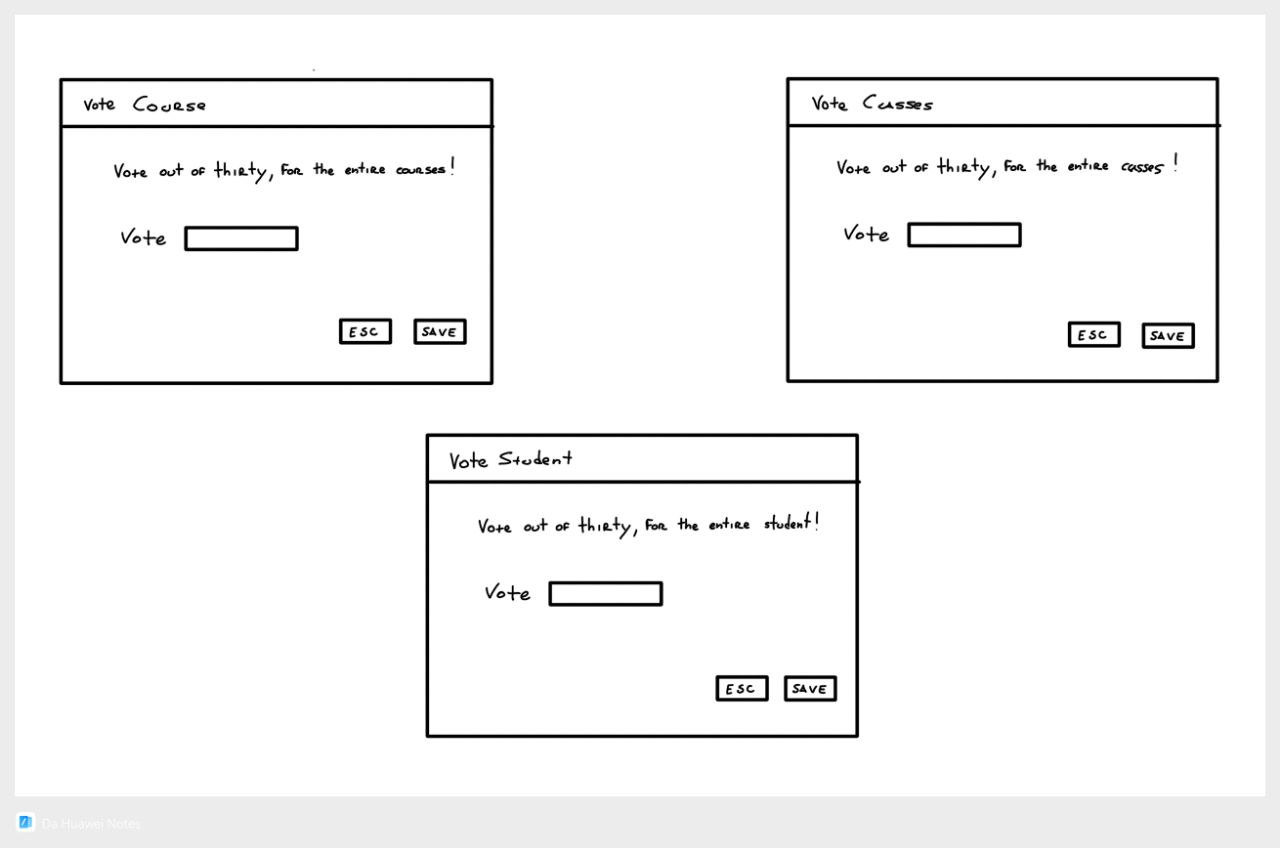 Vote Course
Vote out of thirty, for the entire courses!
Vote
ESC SAVE
Vote Casses
Vote out of thirty, for the entire casses !
Vote
ESC SAVE
Vote Student
Vote out of thirty, for the entire student!
Vote
ESC SAVE
Da Huawei Notes